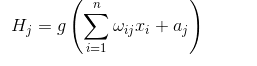 $H_j = g\left(\sum_{i=1}^{n} \omega_{ij} x_i + a_j\right)$